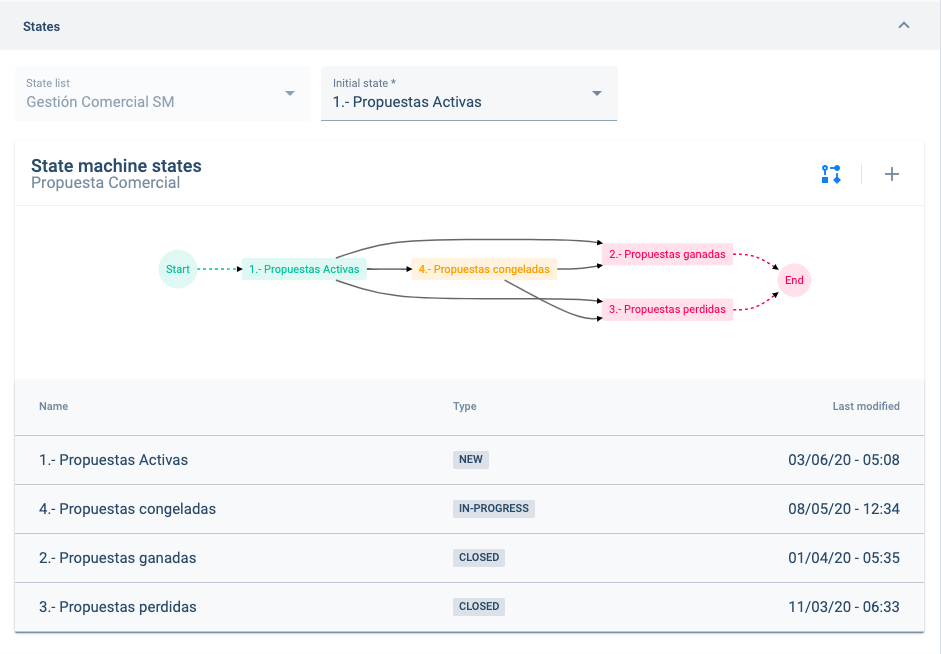 States
State list
Gestión Comercial SM
Initial state *
1.- Propuestas Activas
State machine states
Propuesta Comercial
Start
1.- Propuestas Activas
4.- Propuestas congeladas
2.- Propuestas ganadas
3.- Propuestas perdidas
End
Name Type Last modified
1.- Propuestas Activas NEW 03/06/20 - 05:08
4.- Propuestas congeladas IN-PROGRESS 08/05/20 - 12:34
2.- Propuestas ganadas CLOSED 01/04/20 - 05:35
3.- Propuestas perdidas CLOSED 11/03/20 - 06:33